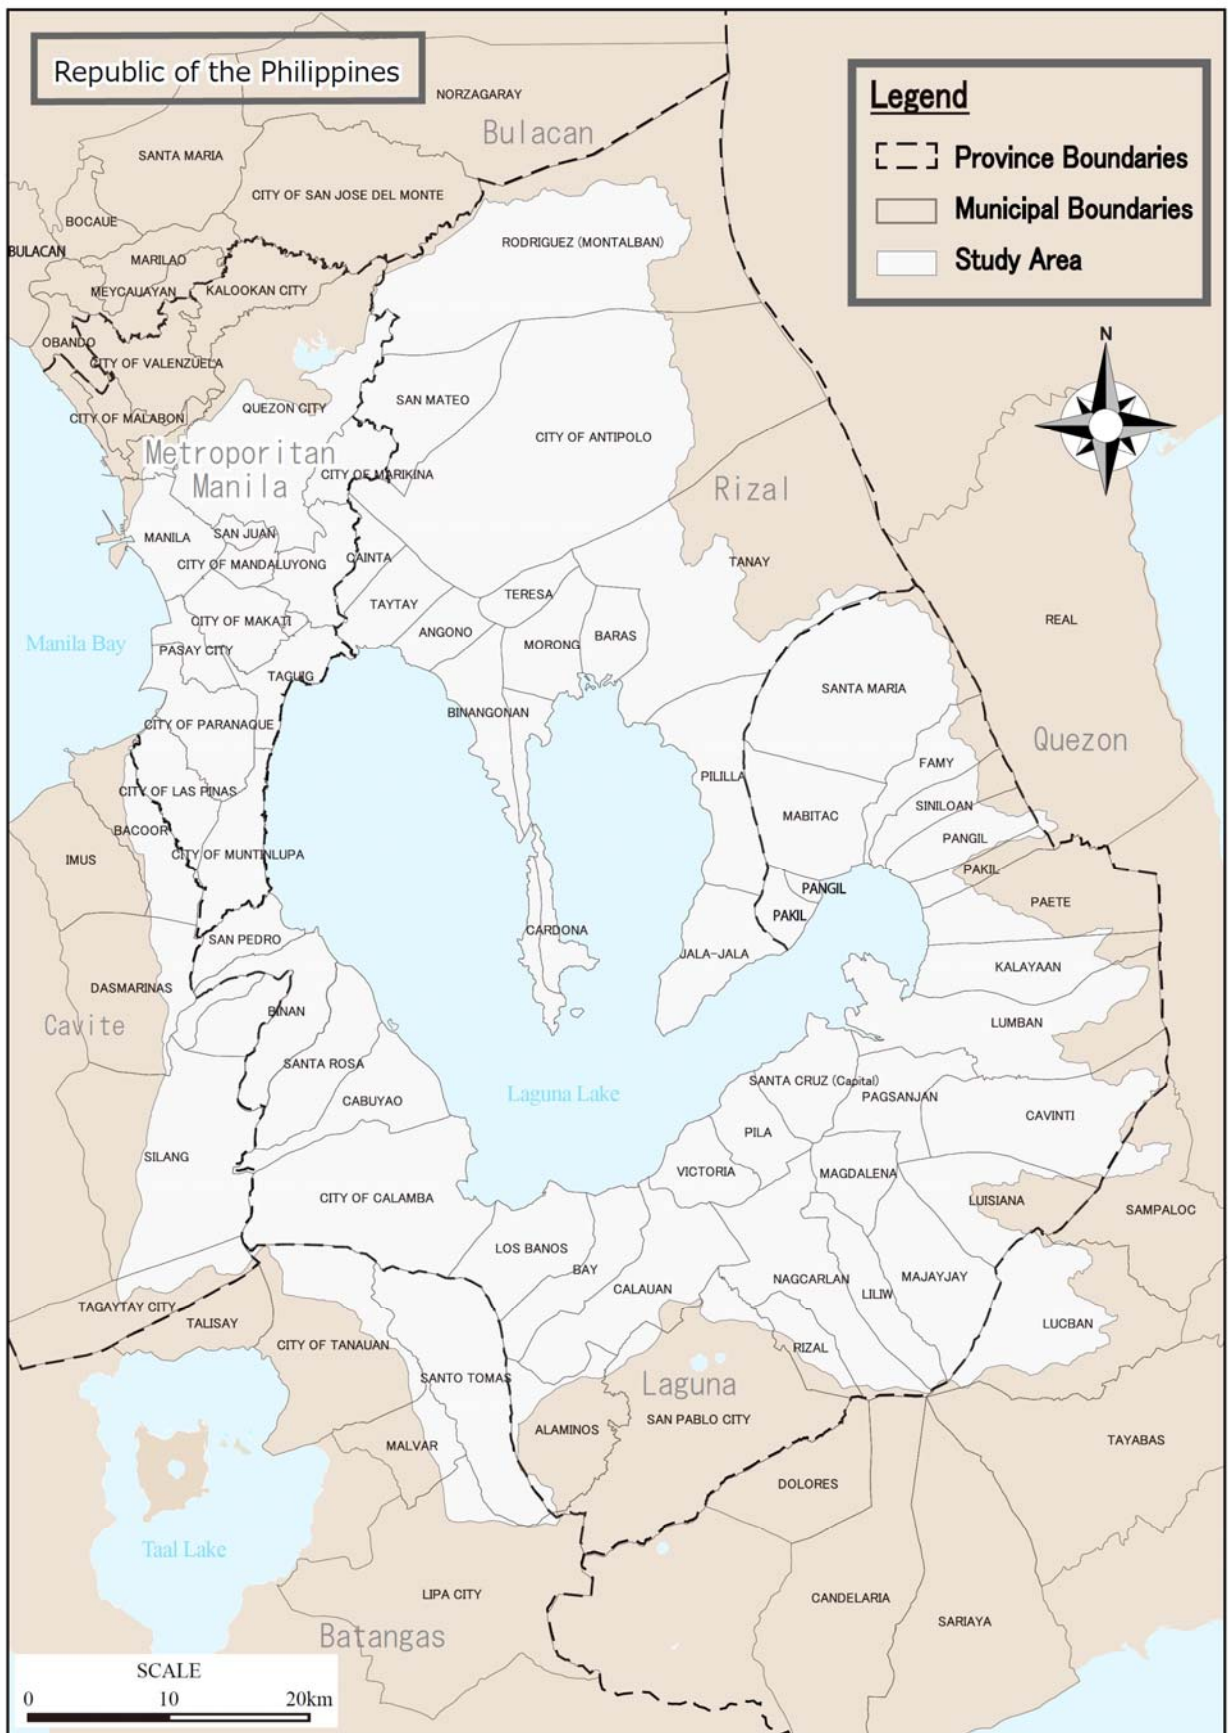 Republic of the Philippines
Legend
Province Boundaries
Municipal Boundaries
Study Area
N
NORZAGARAY
Bulacan
SANTA MARIA
CITY OF SAN JOSE DEL MONTE
BOCAUE
RODRIGUEZ (MONTALBAN)
BULACAN
MARILAO
MEYCAUAYAN
KALOOKAN CITY
OBANDO
CITY OF VALENZUELA
SAN MATEO
QUEZON CITY
CITY OF MALABON
CITY OF ANTIPOLO
Metroporitan
Manila
CITY OF MARIKINA
Rizal
MANILA
SAN JUAN
CITY OF MANDALUYONG
CAINTA
TANAY
TERESA
TAYTAY
CITY OF MAKATI
REAL
ANGONO
BARAS
MORONG
Manila Bay
PASAY CITY
TAGUIG
SANTA MARIA
BINANGONAN
CITY OF PARANAQUE
Quezon
FAMY
PILILLA
CITY OF LAS PINAS
SINILOAN
MABITAC
BACOOR
PANGIL
CITY OF MUNTINLUPA
IMUS
PAKIL
PANGIL
PAETE
PAKIL
CARDONA
SAN PEDRO
JALA-JALA
KALAYAAN
DASMARINAS
BINAN
Cavite
LUMBAN
SANTA ROSA
SANTA CRUZ (Capital)
Laguna Lake
PAGSANJAN
CABUYAO
CAVINTI
PILA
SILANG
VICTORIA
MAGDALENA
CITY OF CALAMBA
LUISIANA
SAMPALOC
LOS BANOS
BAY
NAGCARLAN
MAJAYJAY
CALAUAN
LILIW
TAGAYTAY CITY
TALISAY
LUCBAN
CITY OF TANAUAN
RIZAL
SANTO TOMAS
Laguna
SAN PABLO CITY
ALAMINOS
TAYABAS
MALVAR
DOLORES
Taal Lake
LIPA CITY
CANDELARIA
SARIAYA
Batangas
SCALE
0 10 20km